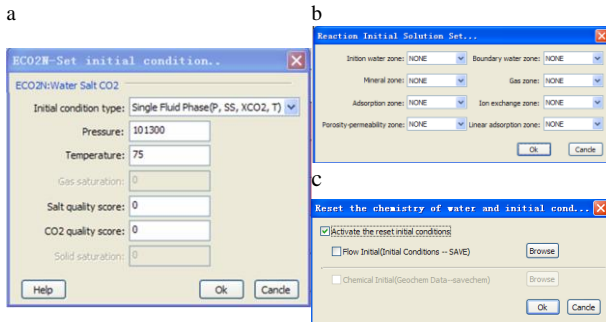 a
ECO2N-Set initial condition..
ECO2N:Water Salt CO2
Initial condition type: Single Fluid Phase(P, SS, XCO2, T)
Pressure: 101300
Temperature: 75
Gas saturation: 0
Salt quality score: 0
CO2 quality score: 0
Solid saturation: 0
Help Ok Cancle
b
Reaction Initial Solution Set...
Inition water zone: NONE Boundary water zone: NONE
Mineral zone: NONE Gas zone: NONE
Adsorption zone: NONE Ion exchange zone: NONE
Porosity-permeability zone: NONE Linear adsorption zone: NONE
Ok Cancle
c
Reset the chemistry of water and initial cond...
Activate the reset initial conditions
Flow Initial(Initial Conditions -- SAVE) Browse
Chemical Initial(Geochem Data--savechem) Browse
Ok Cancle